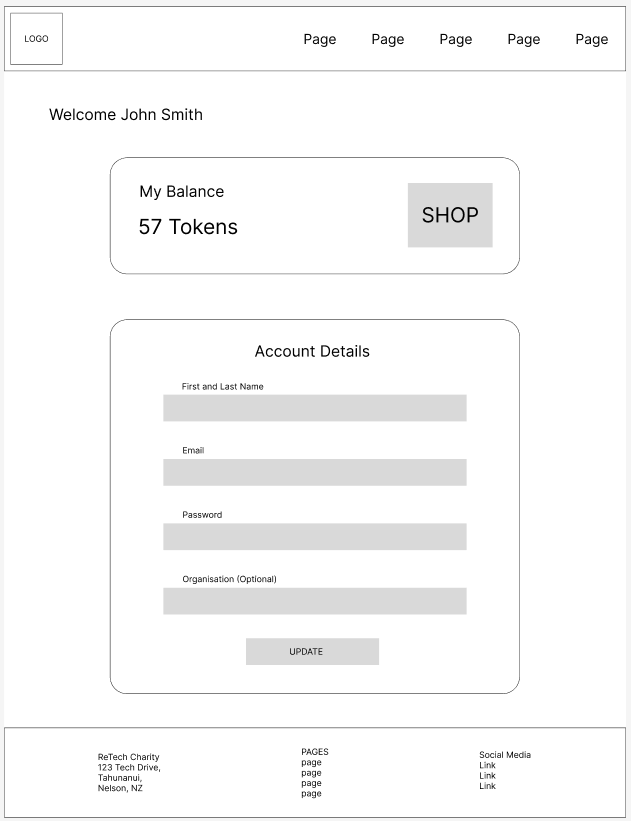 LOGO
Page Page Page Page Page
Welcome John Smith
My Balance
57 Tokens
SHOP
Account Details
First and Last Name
Email
Password
Organisation (Optional)
UPDATE
ReTech Charity
123 Tech Drive,
Tahunanui,
Nelson, NZ
PAGES
page
page
page
page
Social Media
Link
Link
Link